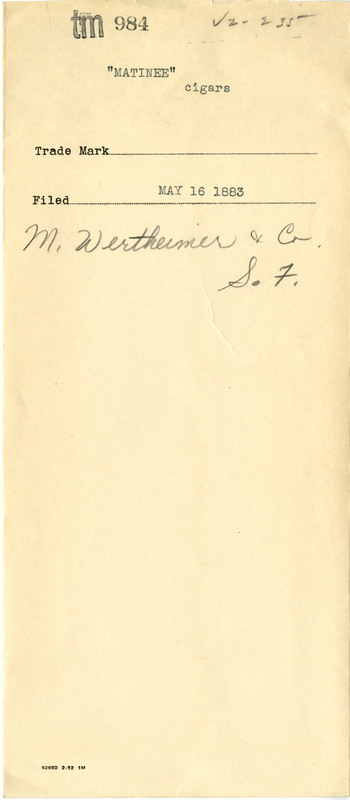 tm 984
V2-235
"MATINEE"
cigars
Trade Mark
MAY 16 1883
Filed
M. Wertheimer & Co.
S. F.
92680 2-32 1M